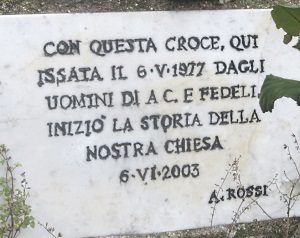 CON QUESTA CROCE, QUI
ISSATA IL 6·V·1977 DAGLI
UOMINI DI A C. E FEDELI,
INIZIÒ LA STORIA DELLA
NOSTRA CHIESA
6·VI·2003
A. ROSSI